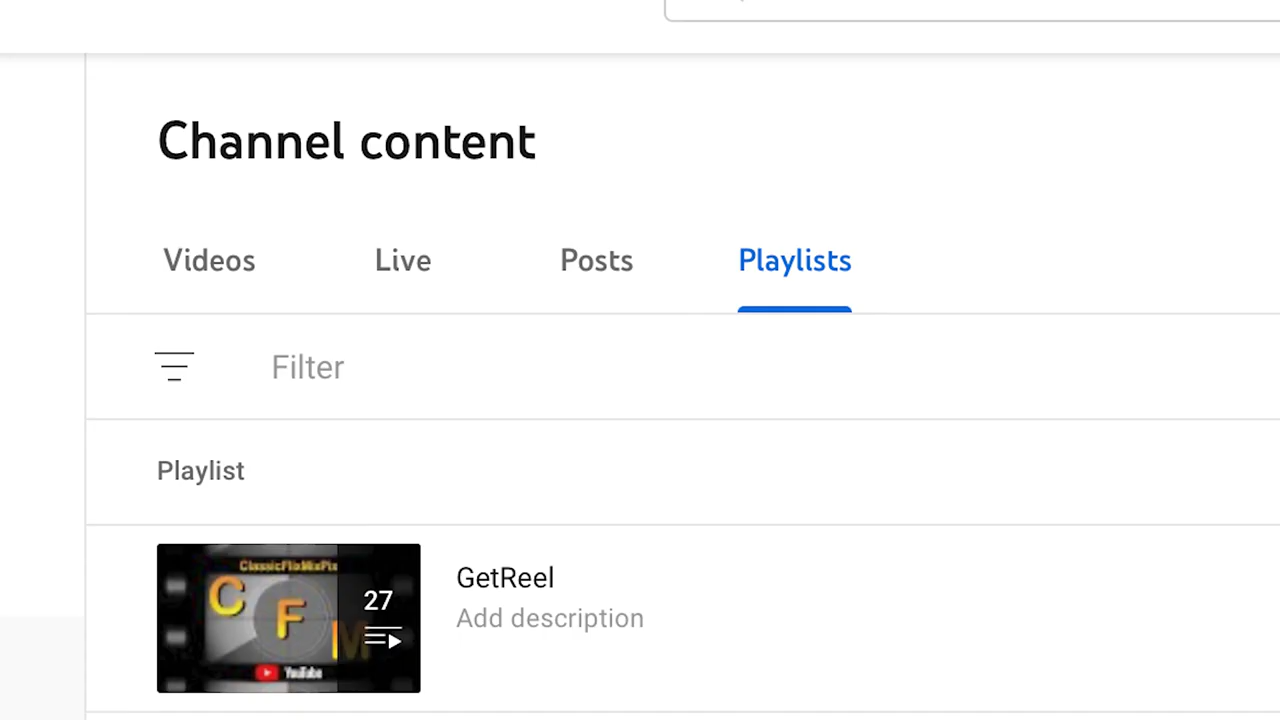 Channel content
Videos Live Posts Playlists
Filter
Playlist
ClassicFlixMixPix
C F M
27
YouTube
GetReel
Add description